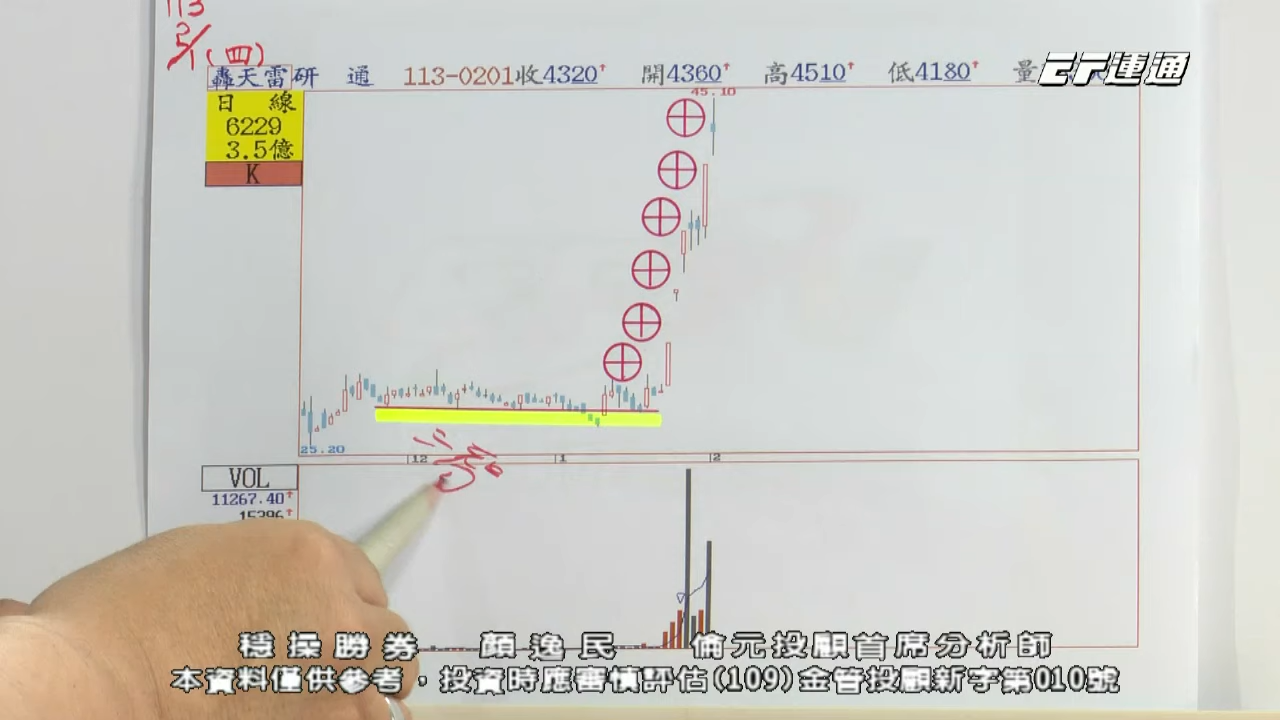 113
2/1(四)
轟天雷研 通 113-0201收4320↑ 開4360↑ 高4510↑ 低4180↑ 量
EF運通
日 線
6229
3.5億
K
45.10
25.20
12 1 2
VOL
11267.40↑
15396↑
穩操勝券 顏逸民 倫元投顧首席分析師
本資料僅供參考，投資時應審慎評估(109)金管投顧新字第010號